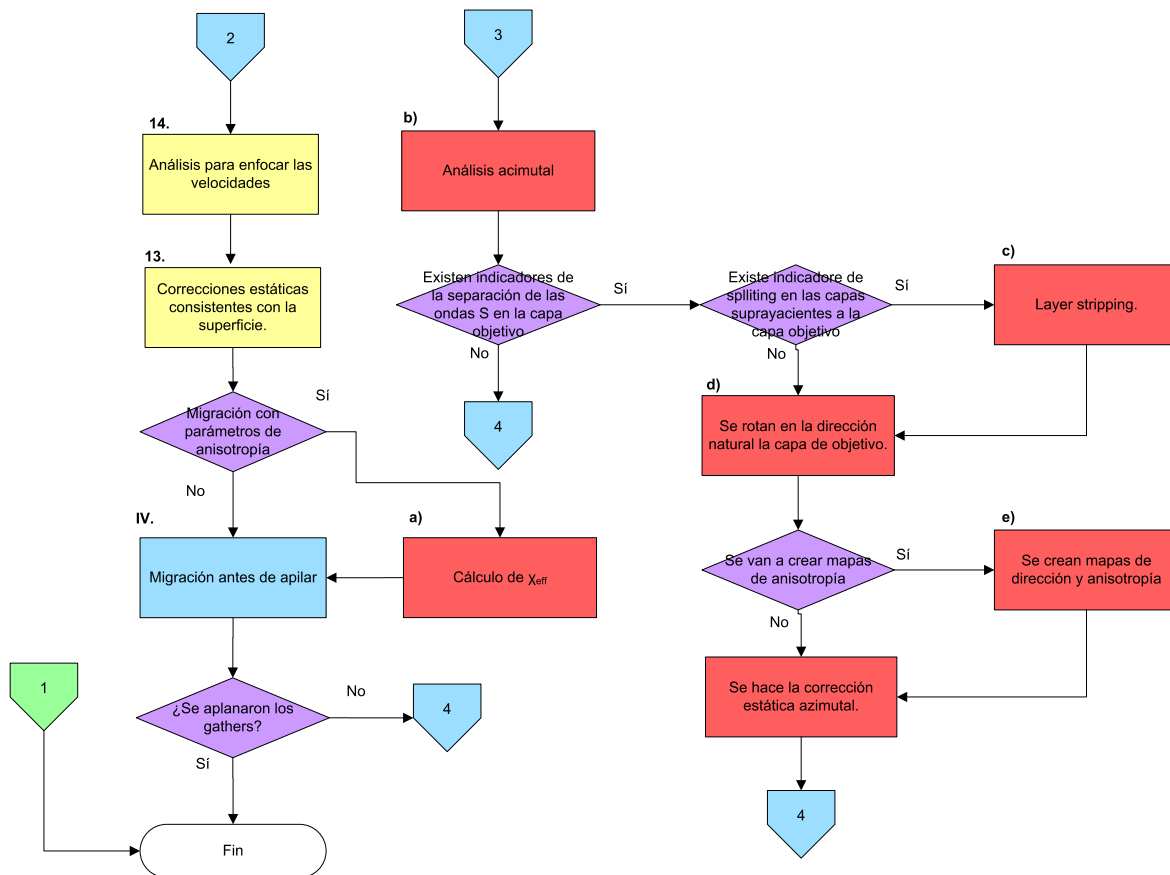 2
14.
Análisis para enfocar las
velocidades
13.
Correcciones estáticas
consistentes con la
superficie.
Sí
Migración con
parámetros de
anisotropía
No
IV.
Migración antes de apilar
a)
Cálculo de χeff
1
¿Se aplanaron los
gathers?
No
4
Sí
Fin
3
b)
Análisis acimutal
Existen indicadores de
la separación de las
ondas S en la capa
objetivo
Sí
No
4
Existe indicadore de
splliting en las capas
suprayacientes a la
capa objetivo
Sí
No
c)
Layer stripping.
d)
Se rotan en la dirección
natural la capa de objetivo.
Se van a crear mapas
de anisotropía
Sí
No
e)
Se crean mapas de
dirección y anisotropía
Se hace la corrección
estática azimutal.
4